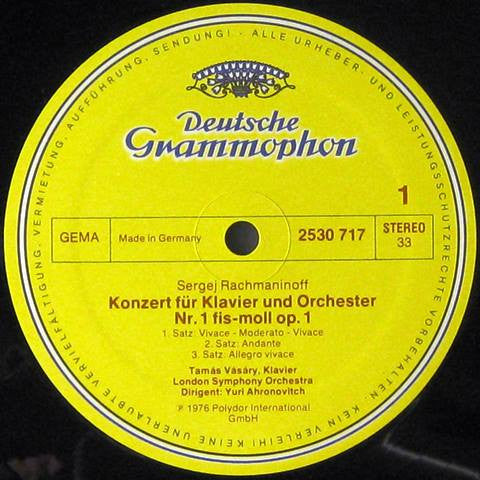 ALLE URHEBER- UND LEISTUNGSSCHUTZRECHTE VORBEHALTEN · KEIN VERLEIH! KEINE UNERLAUBTE VERVIELFÄLTIGUNG, VERMIETUNG, AUFFÜHRUNG, SENDUNG! ·
Deutsche
Grammophon
1
GEMA
Made in Germany
2530 717
STEREO
33
Sergej Rachmaninoff
Konzert für Klavier und Orchester
Nr. 1 fis-moll op. 1
1. Satz: Vivace - Moderato - Vivace
2. Satz: Andante
3. Satz: Allegro vivace
Tamás Vásáry, Klavier
London Symphony Orchestra
Dirigent: Yuri Ahronovitch
℗ 1976 Polydor International
GmbH